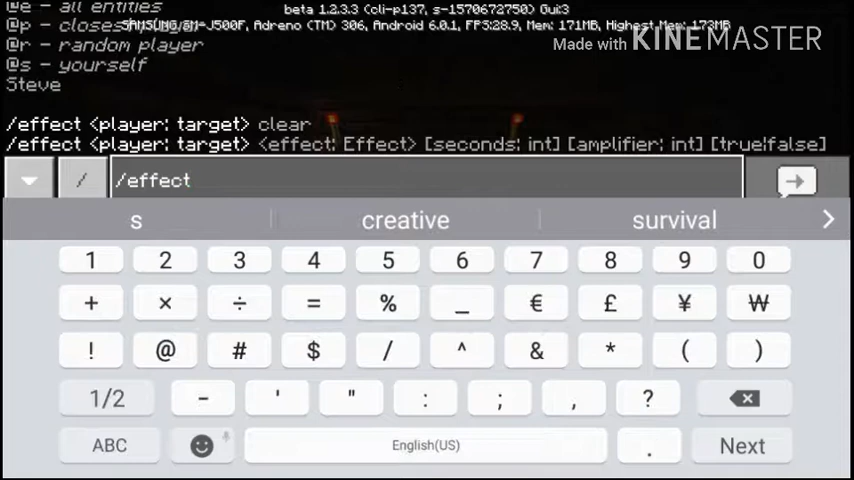 @e - all entities
@p - closest player
@r - random player
@s - yourself
Steve
beta 1.2.3.3 (cli-p137, s-1570672750) Gui:3
SAMSUNG SM-J500F, Adreno (TM) 306, Android 6.0.1, FPS:28.9, Mem: 171MB, Highest Mem: 173MB
Made with KINEMASTER
/effect <player: target> clear
/effect <player: target> <effect: Effect> [seconds: int] [amplifier: int] [true|false]
/ /effect
s creative survival
1 2 3 4 5 6 7 8 9 0
+ × ÷ = % _ € £ ¥ ₩
! @ # $ / ^ & * ( )
1/2 - ' " : ; , ?
ABC English(US) . Next